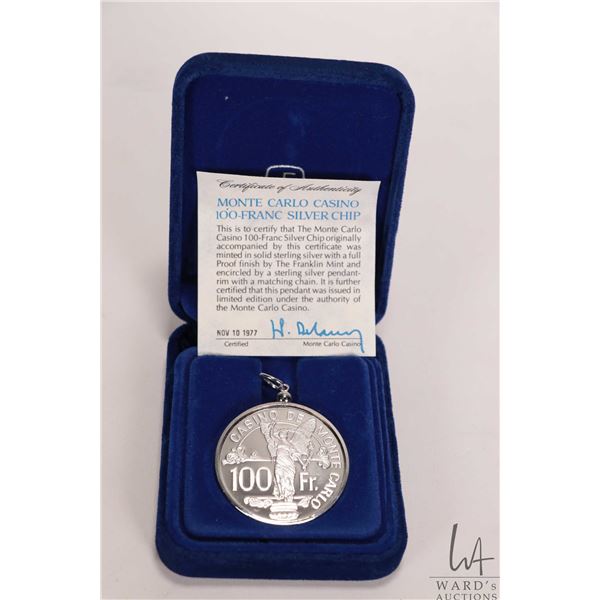 Certificate of Authenticity
MONTE CARLO CASINO
100-FRANC SILVER CHIP
This is to certify that The Monte Carlo
Casino 100-Franc Silver Chip originally
accompanied by this certificate was
minted in solid sterling silver with a full
Proof finish by The Franklin Mint and
encircled by a sterling silver pendant-
rim with a matching chain. It is further
certified that this pendant was issued in
limited edition under the authority of
the Monte Carlo Casino.
NOV 10 1977
Certified
Monte Carlo Casino
CASINO DE MONTE CARLO
100 Fr.
WA
WARD's
AUCTIONS